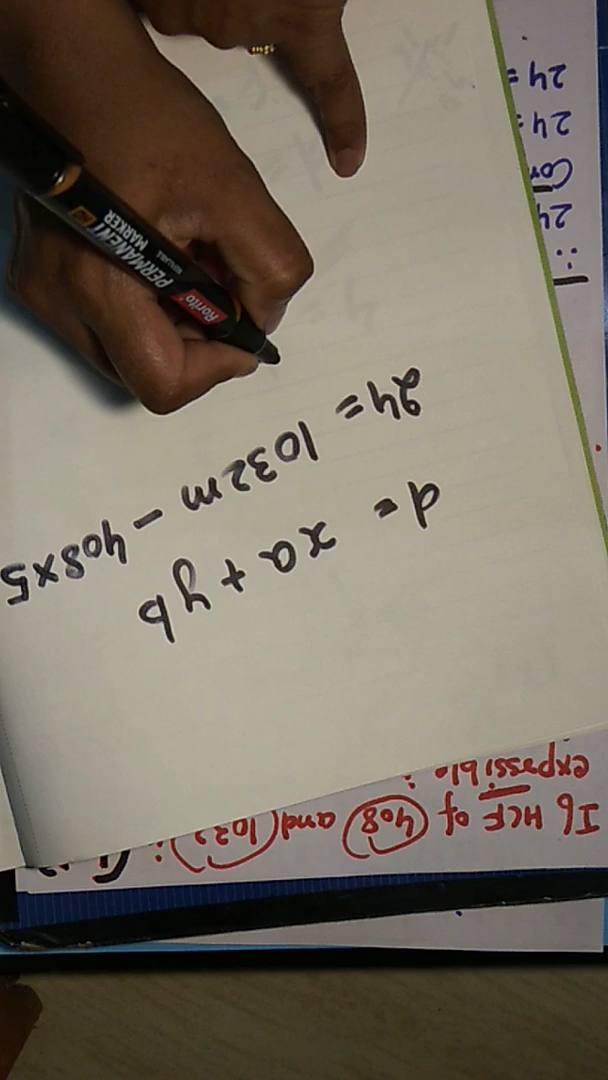 If HCF of 408 and 1032 is
expressible
d = xa + yb
24 = 1032m - 408×5
24 =
24 =
24
∴
Rorito
PERMANENT
MARKER